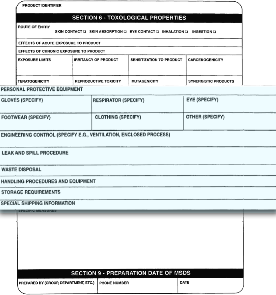 PRODUCT IDENTIFIER
SECTION 6 - TOXOLOGICAL PROPERTIES
ROUTE OF ENTRY
SKIN CONTACT □ SKIN ABSORPTION □ EYE CONTACT □ INHALATION □ INGESTION □
EFFECTS OF ACUTE EXPOSURE TO PRODUCT
EFFECTS OF CHRONIC EXPOSURE TO PRODUCT
EXPOSURE LIMITS IRRITANCY OF PRODUCT SENSITIZATION TO PRODUCT CARCINOGENICITY
TERATOGENICITY REPRODUCTIVE TOXICITY MUTAGENICITY SYNERGISTIC PRODUCTS
PERSONAL PROTECTIVE EQUIPMENT
GLOVES (SPECIFY) RESPIRATOR (SPECIFY) EYE (SPECIFY)
FOOTWEAR (SPECIFY) CLOTHING (SPECIFY) OTHER (SPECIFY)
ENGINEERING CONTROL (SPECIFY E.G., VENTILATION, ENCLOSED PROCESS)
LEAK AND SPILL PROCEDURE
WASTE DISPOSAL
HANDLING PROCEDURES AND EQUIPMENT
STORAGE REQUIREMENTS
SPECIAL SHIPPING INFORMATION
SECTION 9 - PREPARATION DATE OF MSDS
PREPARED BY (GROUP, DEPARTMENT, ETC.) PHONE NUMBER DATE